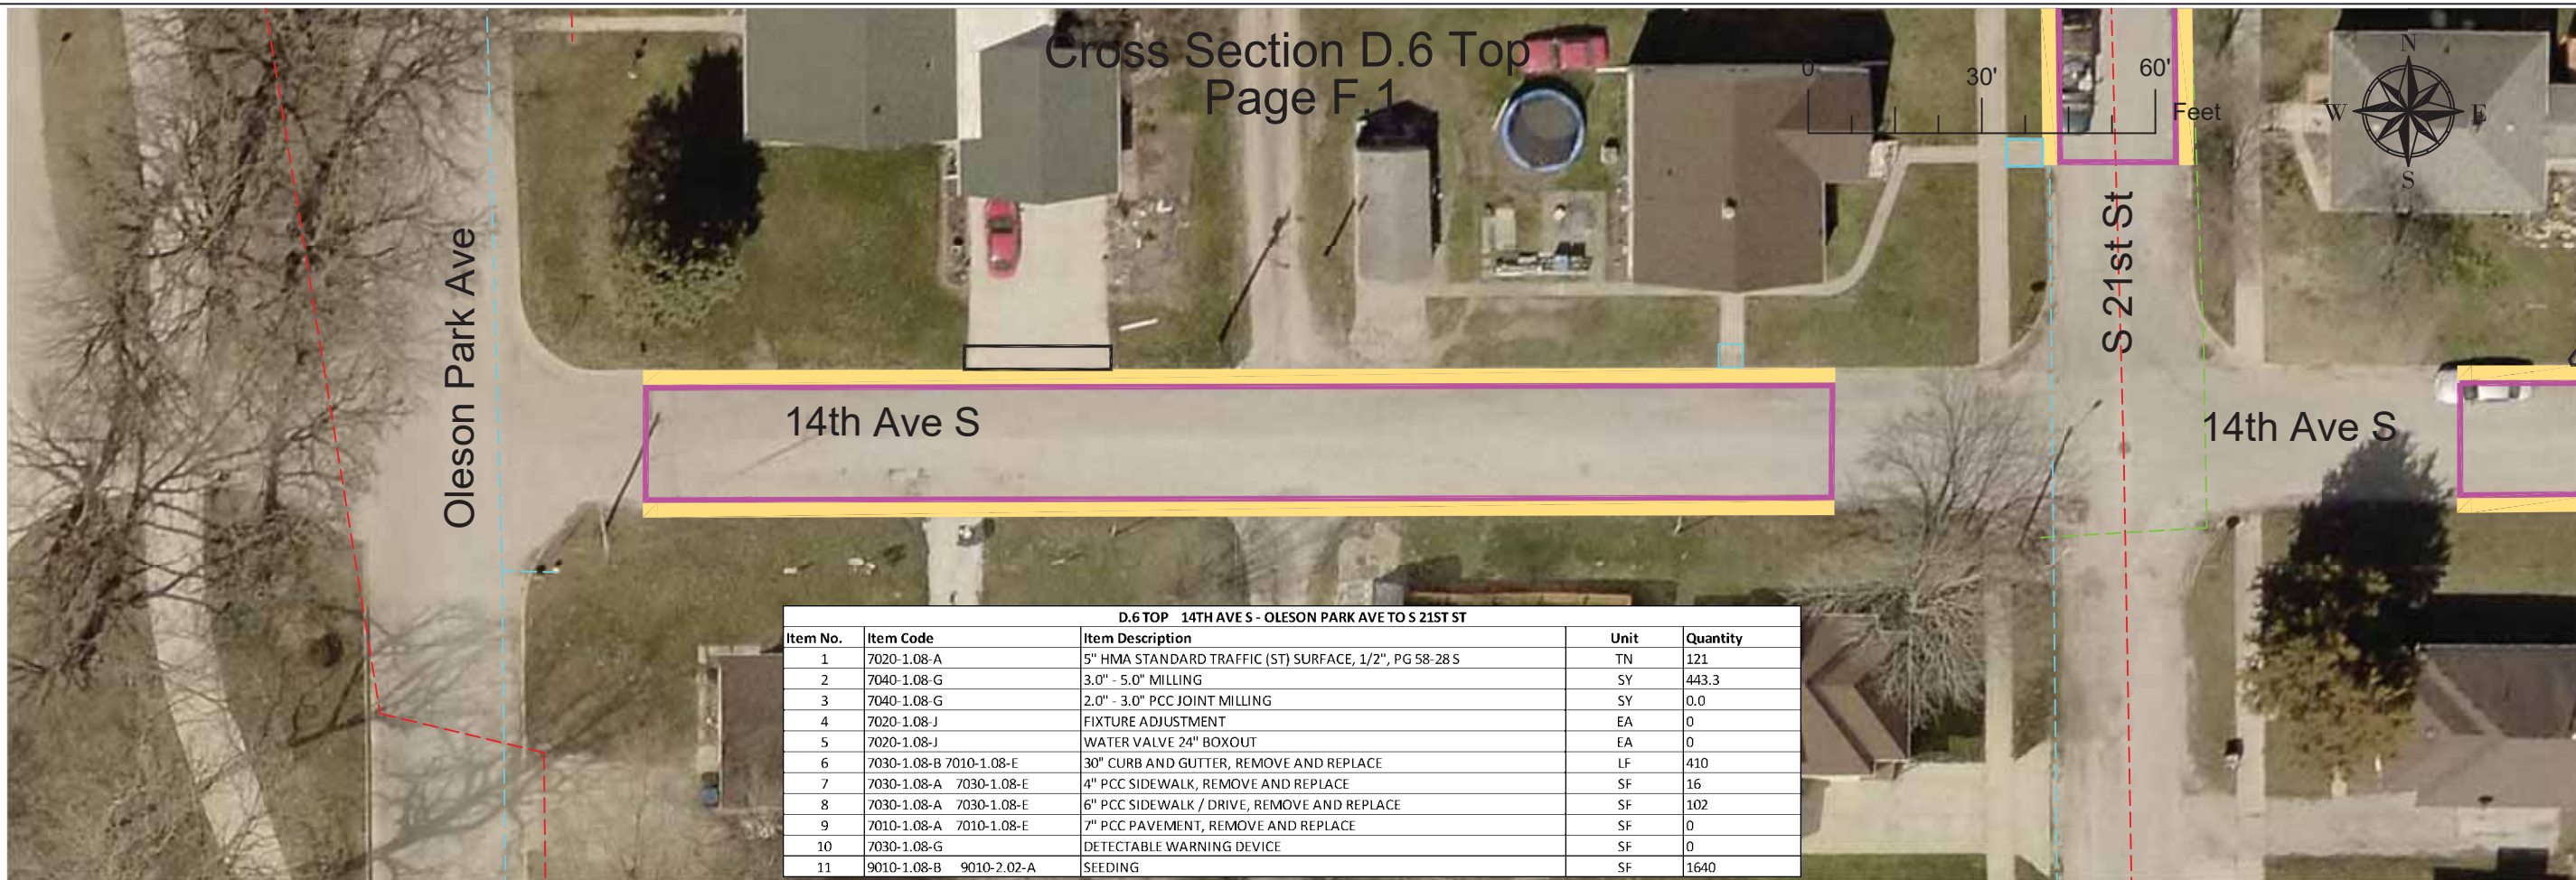 Cross Section D.6 Top
Page F.1
0 30' 60'
Feet
N
W E
S
Oleson Park Ave
S 21st St
14th Ave S
14th Ave S
D.6 TOP 14TH AVE S - OLESON PARK AVE TO S 21ST ST
Item No. Item Code Item Description Unit Quantity
1 7020-1.08-A 5" HMA STANDARD TRAFFIC (ST) SURFACE, 1/2", PG 58-28 S TN 121
2 7040-1.08-G 3.0" - 5.0" MILLING SY 443.3
3 7040-1.08-G 2.0" - 3.0" PCC JOINT MILLING SY 0.0
4 7020-1.08-J FIXTURE ADJUSTMENT EA 0
5 7020-1.08-J WATER VALVE 24" BOXOUT EA 0
6 7030-1.08-B 7010-1.08-E 30" CURB AND GUTTER, REMOVE AND REPLACE LF 410
7 7030-1.08-A 7030-1.08-E 4" PCC SIDEWALK, REMOVE AND REPLACE SF 16
8 7030-1.08-A 7030-1.08-E 6" PCC SIDEWALK / DRIVE, REMOVE AND REPLACE SF 102
9 7010-1.08-A 7010-1.08-E 7" PCC PAVEMENT, REMOVE AND REPLACE SF 0
10 7030-1.08-G DETECTABLE WARNING DEVICE SF 0
11 9010-1.08-B 9010-2.02-A SEEDING SF 1640